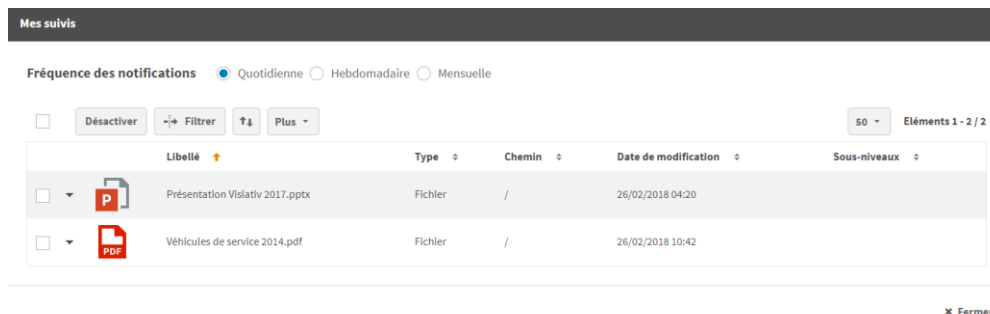 Mes suivis
Fréquence des notifications Quotidienne Hebdomadaire Mensuelle
Désactiver Filtrer Plus 50 Eléments 1 - 2 / 2
Libellé Type Chemin Date de modification Sous-niveaux
P Présentation Visiativ 2017.pptx Fichier / 26/02/2018 04:20
PDF Véhicules de service 2014.pdf Fichier / 26/02/2018 10:42
Fermer